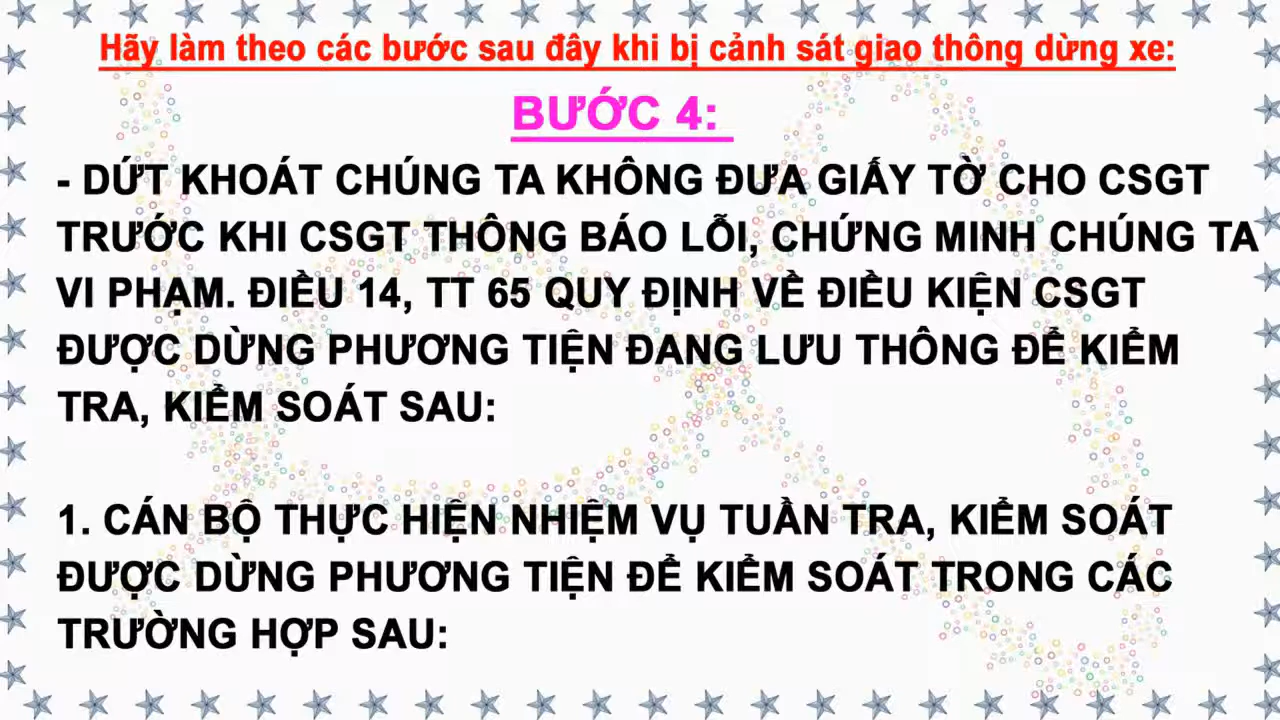 Hãy làm theo các bước sau đây khi bị cảnh sát giao thông dừng xe:
BƯỚC 4:
- DỨT KHOÁT CHÚNG TA KHÔNG ĐƯA GIẤY TỜ CHO CSGT
TRƯỚC KHI CSGT THÔNG BÁO LỖI, CHỨNG MINH CHÚNG TA
VI PHẠM. ĐIỀU 14, TT 65 QUY ĐỊNH VỀ ĐIỀU KIỆN CSGT
ĐƯỢC DỪNG PHƯƠNG TIỆN ĐANG LƯU THÔNG ĐỂ KIỂM
TRA, KIỂM SOÁT SAU:
1. CÁN BỘ THỰC HIỆN NHIỆM VỤ TUẦN TRA, KIỂM SOÁT
ĐƯỢC DỪNG PHƯƠNG TIỆN ĐỂ KIỂM SOÁT TRONG CÁC
TRƯỜNG HỢP SAU: